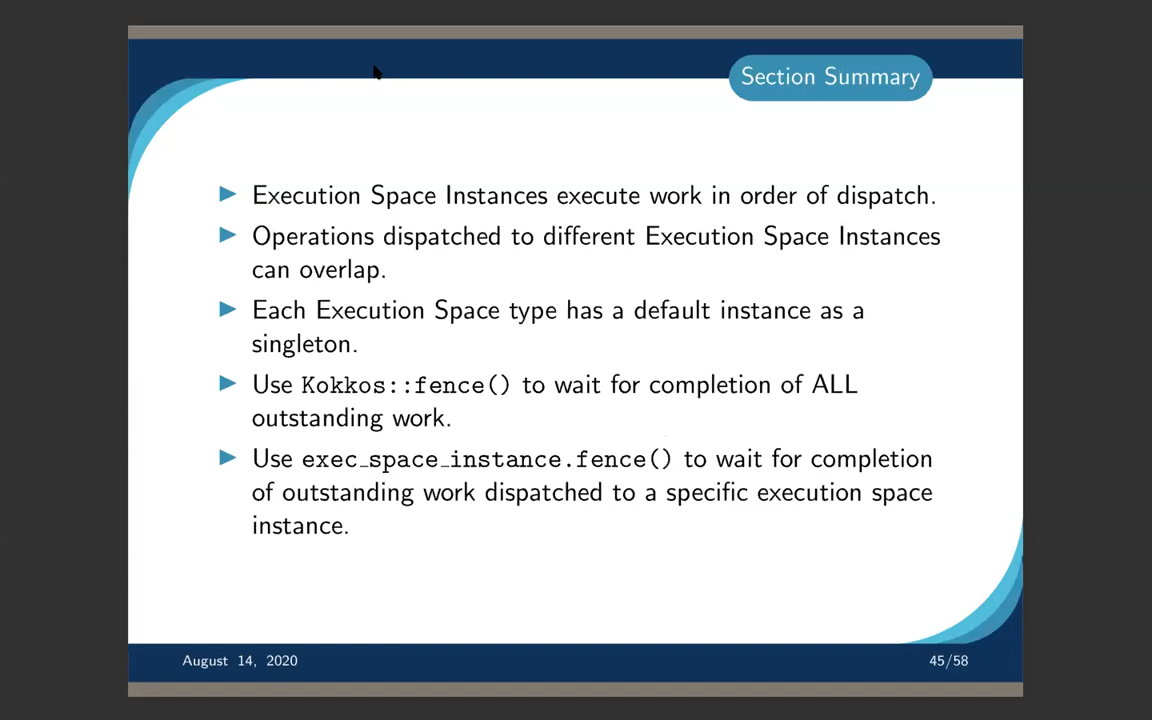 Section Summary
Execution Space Instances execute work in order of dispatch.
Operations dispatched to different Execution Space Instances
can overlap.
Each Execution Space type has a default instance as a
singleton.
Use Kokkos::fence() to wait for completion of ALL
outstanding work.
Use exec_space_instance.fence() to wait for completion
of outstanding work dispatched to a specific execution space
instance.
August 14, 2020
45/58